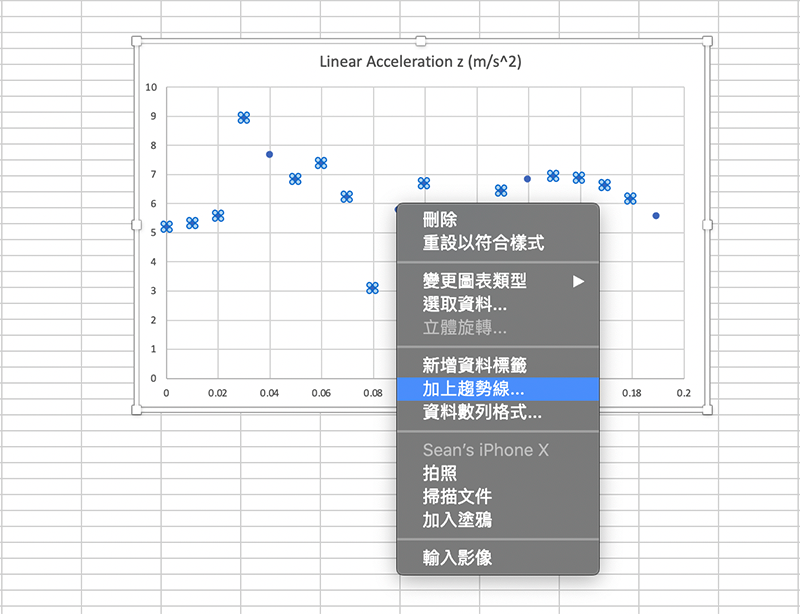 Linear Acceleration z (m/s^2)
10
9
8
7
6
5
4
3
2
1
0
0 0.02 0.04 0.06 0.08 0.18 0.2
刪除
重設以符合樣式
變更圖表類型
選取資料...
立體旋轉...
新增資料標籤
加上趨勢線...
資料數列格式...
Sean's iPhone X
拍照
掃描文件
加入塗鴉
輸入影像